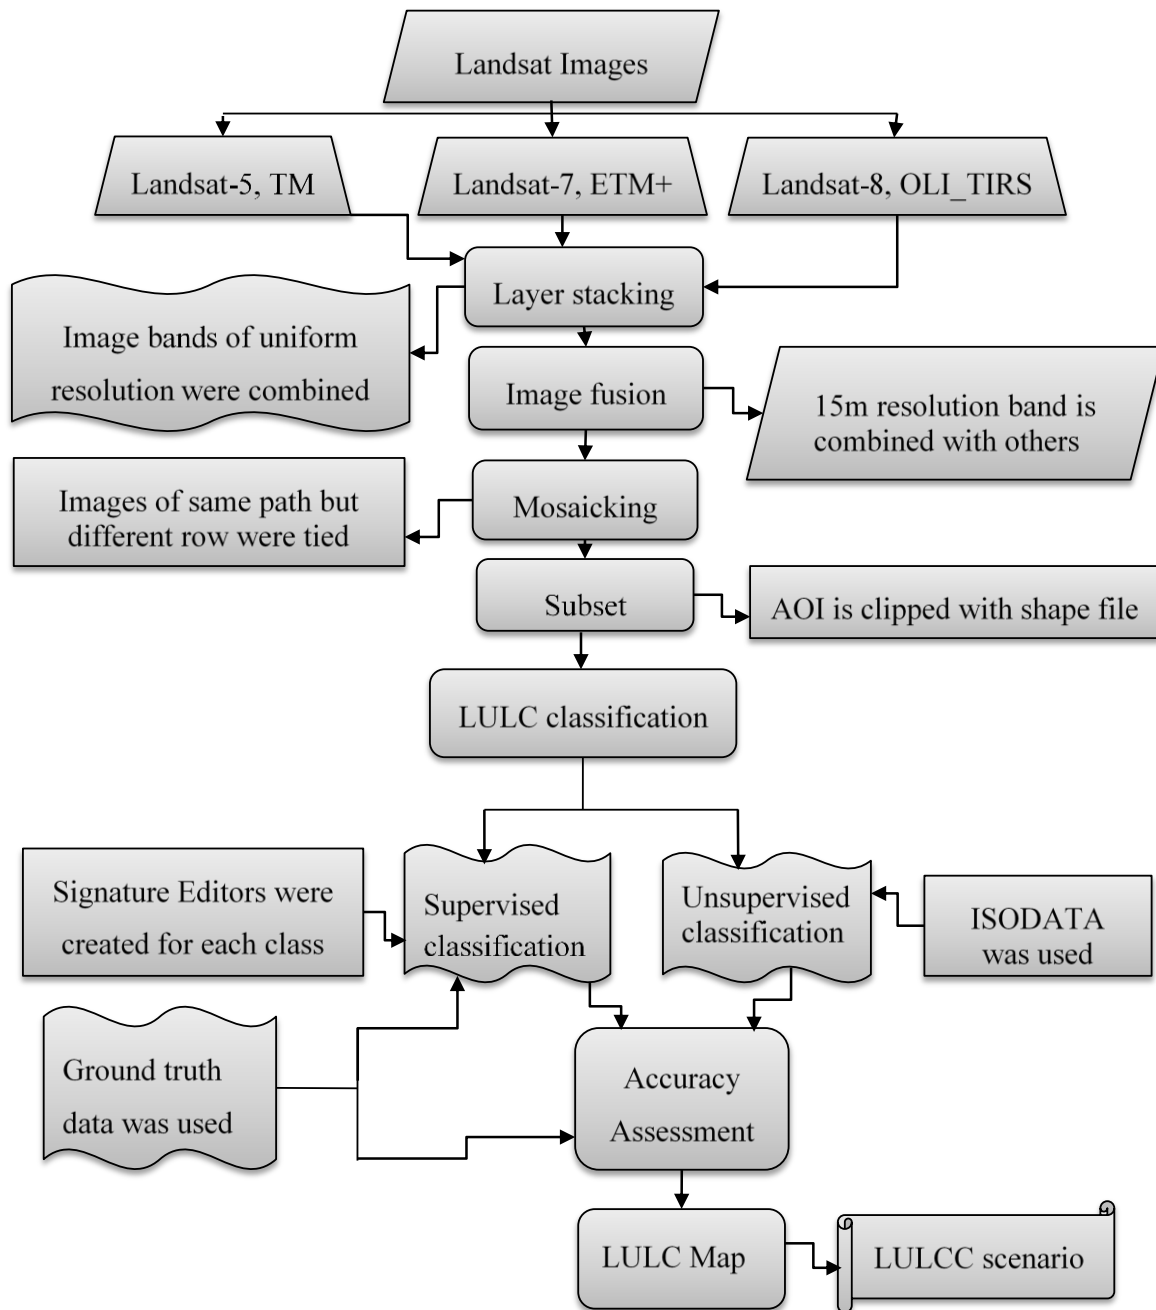 Landsat Images
Landsat-5, TM
Landsat-7, ETM+
Landsat-8, OLI_TIRS
Layer stacking
Image bands of uniform
resolution were combined
Image fusion
15m resolution band is
combined with others
Images of same path but
different row were tied
Mosaicking
Subset
AOI is clipped with shape file
LULC classification
Signature Editors were
created for each class
Supervised
classification
Unsupervised
classification
ISODATA
was used
Ground truth
data was used
Accuracy
Assessment
LULC Map
LULCC scenario